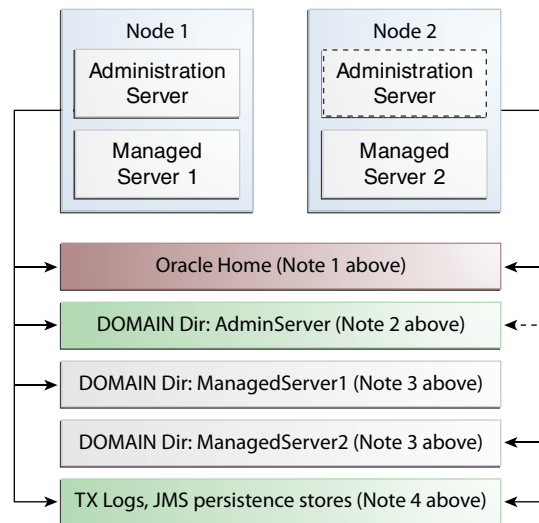 Node 1
Administration
Server
Managed
Server 1
Node 2
Administration
Server
Managed
Server 2
Oracle Home (Note 1 above)
DOMAIN Dir: AdminServer (Note 2 above)
DOMAIN Dir: ManagedServer1 (Note 3 above)
DOMAIN Dir: ManagedServer2 (Note 3 above)
TX Logs, JMS persistence stores (Note 4 above)